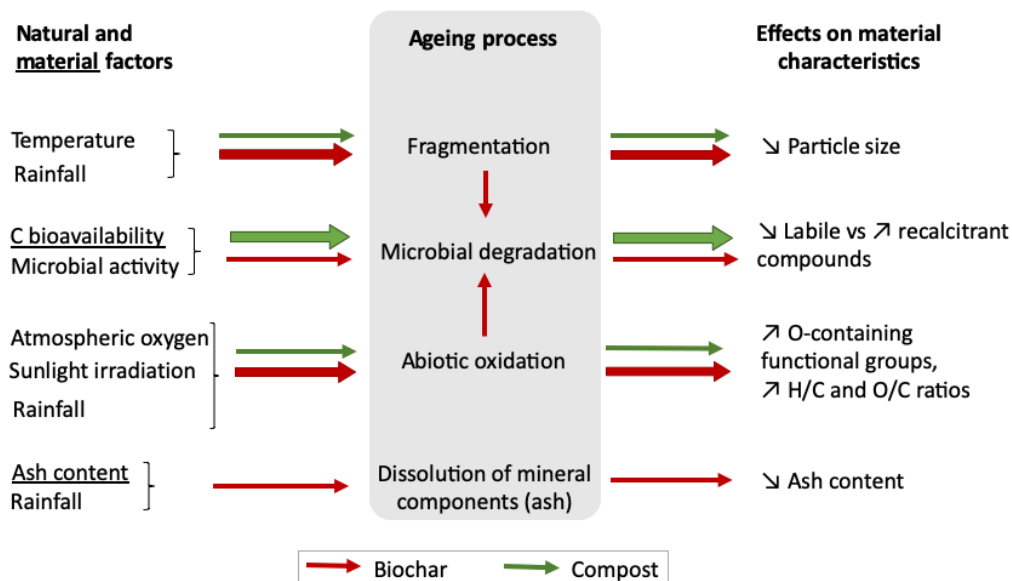 Natural and
material factors
Ageing process
Effects on material
characteristics
Temperature
Rainfall
Fragmentation
↘ Particle size
C bioavailability
Microbial activity
Microbial degradation
↘ Labile vs ↗ recalcitrant
compounds
Atmospheric oxygen
Sunlight irradiation
Rainfall
Abiotic oxidation
↗ O-containing
functional groups,
↗ H/C and O/C ratios
Ash content
Rainfall
Dissolution of mineral
components (ash)
↘ Ash content
Biochar
Compost